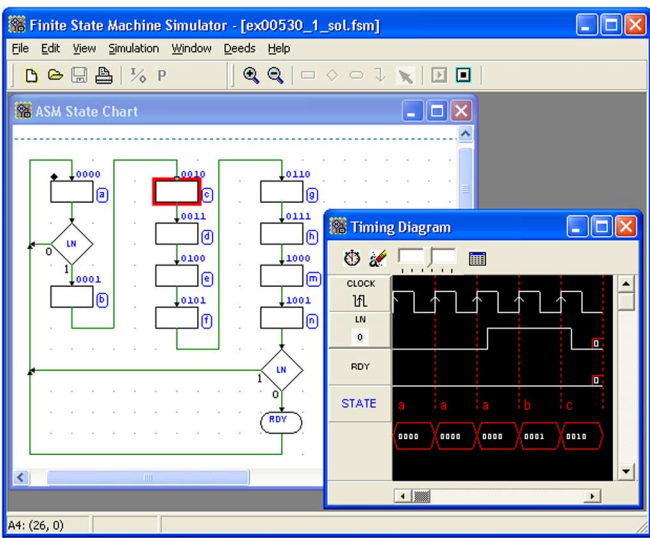 Finite State Machine Simulator - [ex00530_1_sol.fsm]
File Edit View Simulation Window Deeds Help
I/o P
ASM State Chart
0000 0010 0110
a c g
0011 0111
LN d h
0 1
0100 1000
0001 e m
b
0101 1001
f n
LN
1
0
RDY
Timing Diagram
CLOCK
LN
0
0
RDY
0
STATE a a a b c
0000 0000 0000 0001 0010
A4: (26, 0)